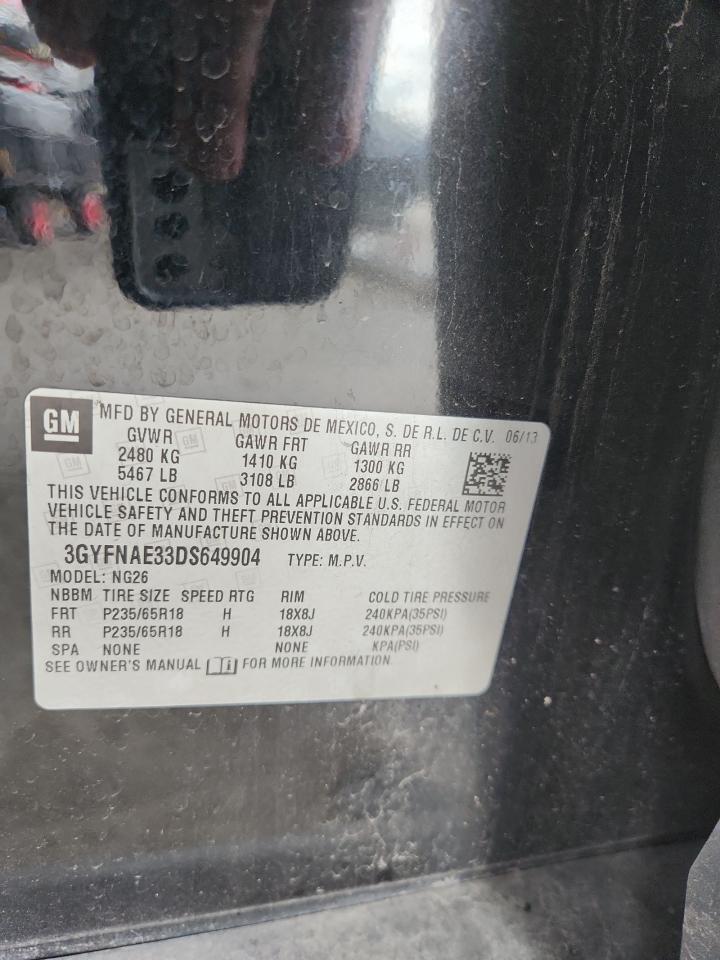 GM MFD BY GENERAL MOTORS DE MEXICO, S. DE R.L. DE C.V. 06/13
GVWR GAWR FRT GAWR RR
2480 KG 1410 KG 1300 KG
5467 LB 3108 LB 2866 LB
THIS VEHICLE CONFORMS TO ALL APPLICABLE U.S. FEDERAL MOTOR
VEHICLE SAFETY AND THEFT PREVENTION STANDARDS IN EFFECT ON
THE DATE OF MANUFACTURE SHOWN ABOVE.
3GYFNAE33DS649904 TYPE: M.P.V.
MODEL: NG26
NBBM TIRE SIZE SPEED RTG RIM COLD TIRE PRESSURE
FRT P235/65R18 H 18X8J 240KPA(35PSI)
RR P235/65R18 H 18X8J 240KPA(35PSI)
SPA NONE NONE KPA(PSI)
SEE OWNER'S MANUAL FOR MORE INFORMATION.